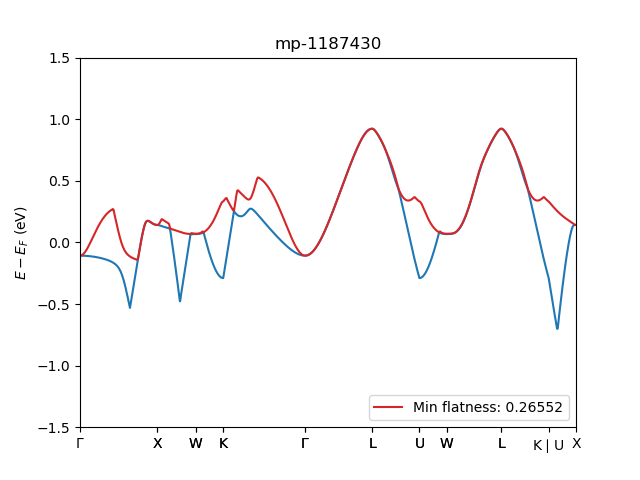 mp-1187430
1.5
1.0
0.5
0.0
−0.5
−1.0
−1.5
E − E_F (eV)
Min flatness: 0.26552
Γ X W K Γ L U W L K | U X